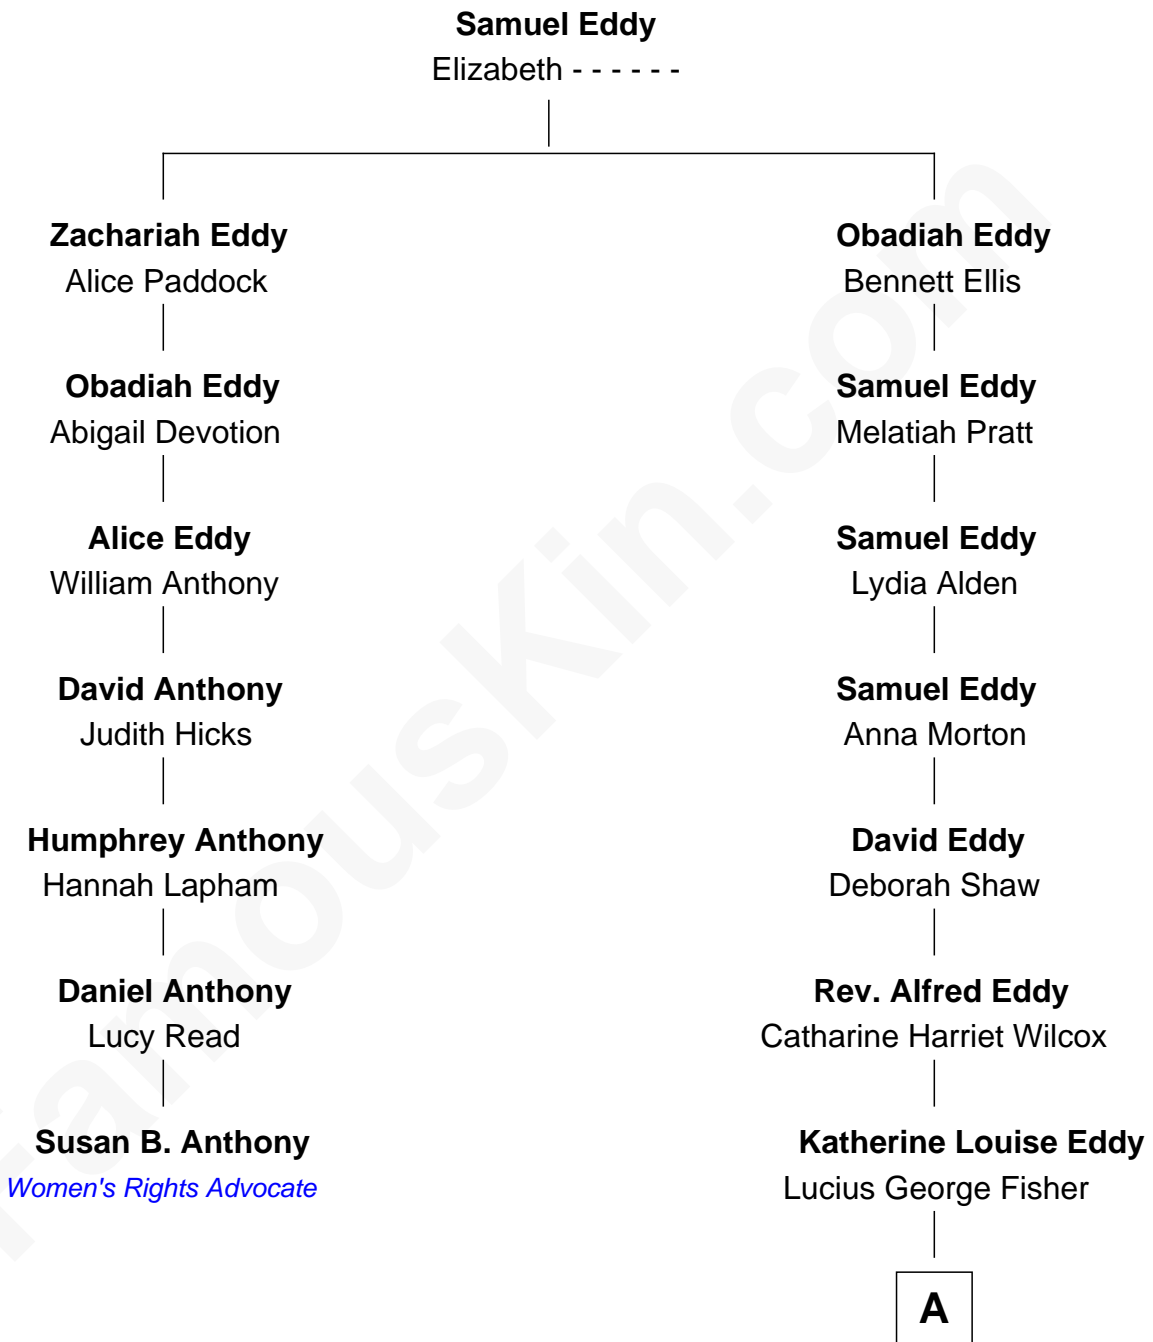 Samuel Eddy
Elizabeth - - - - - -
Zachariah Eddy
Alice Paddock
Obadiah Eddy
Abigail Devotion
Alice Eddy
William Anthony
David Anthony
Judith Hicks
Humphrey Anthony
Hannah Lapham
Daniel Anthony
Lucy Read
Susan B. Anthony
Women's Rights Advocate
Obadiah Eddy
Bennett Ellis
Samuel Eddy
Melatiah Pratt
Samuel Eddy
Lydia Alden
Samuel Eddy
Anna Morton
David Eddy
Deborah Shaw
Rev. Alfred Eddy
Catharine Harriet Wilcox
Katherine Louise Eddy
Lucius George Fisher
A
FamousKin.com